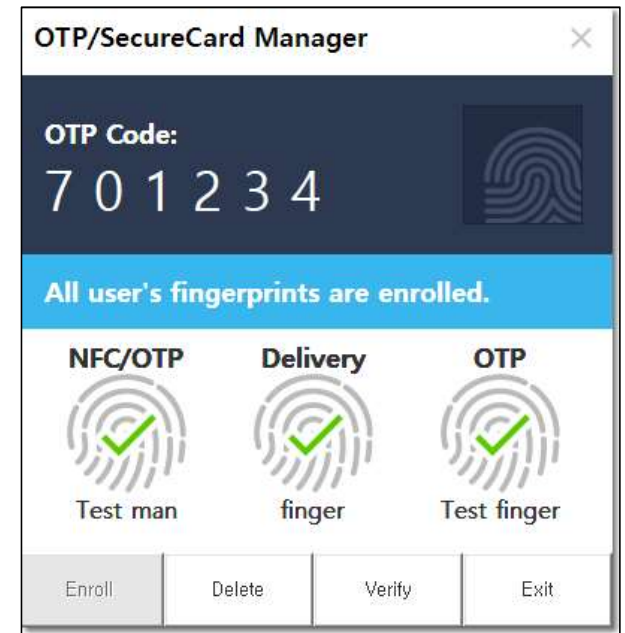 OTP/SecureCard Manager
OTP Code:
7 0 1 2 3 4
All user's fingerprints are enrolled.
NFC/OTP Delivery OTP
Test man finger Test finger
Enroll Delete Verify Exit